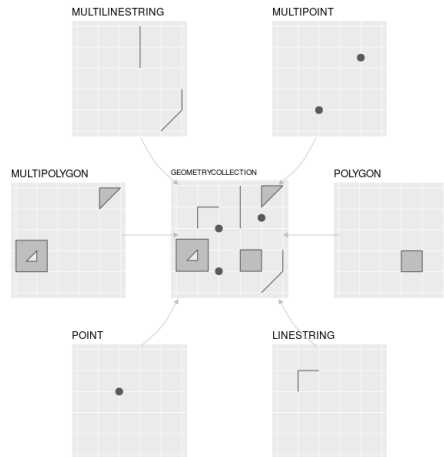 MULTILINESTRING
MULTIPOINT
MULTIPOLYGON
GEOMETRYCOLLECTION
POLYGON
POINT
LINESTRING